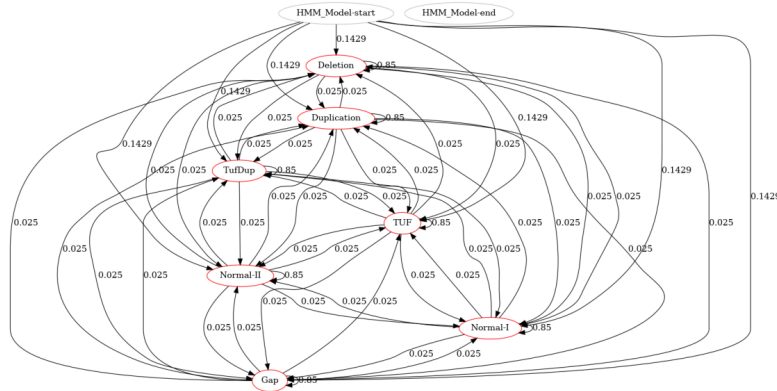 HMM_Model-start HMM_Model-end
0.1429
Deletion 0.85
0.1429 0.1429
0.025 0.025
Duplication 0.85
0.025
0.1429 0.025 0.025 0.025 0.025 0.025 0.025 0.1429
0.1429 0.1429
TufDup 0.85
0.025 0.025 0.025 0.025 0.025 0.025
0.025 0.025 0.025
TUF 0.85
0.1429
0.025 0.025
0.025 0.025 0.025 0.025 0.025 0.025
0.025 0.025 0.025 0.025
Normal-II 0.85
0.025 0.025
0.025 0.025 0.025
Normal-I 0.85
0.025 0.025
0.025
0.025
Gap 0.85